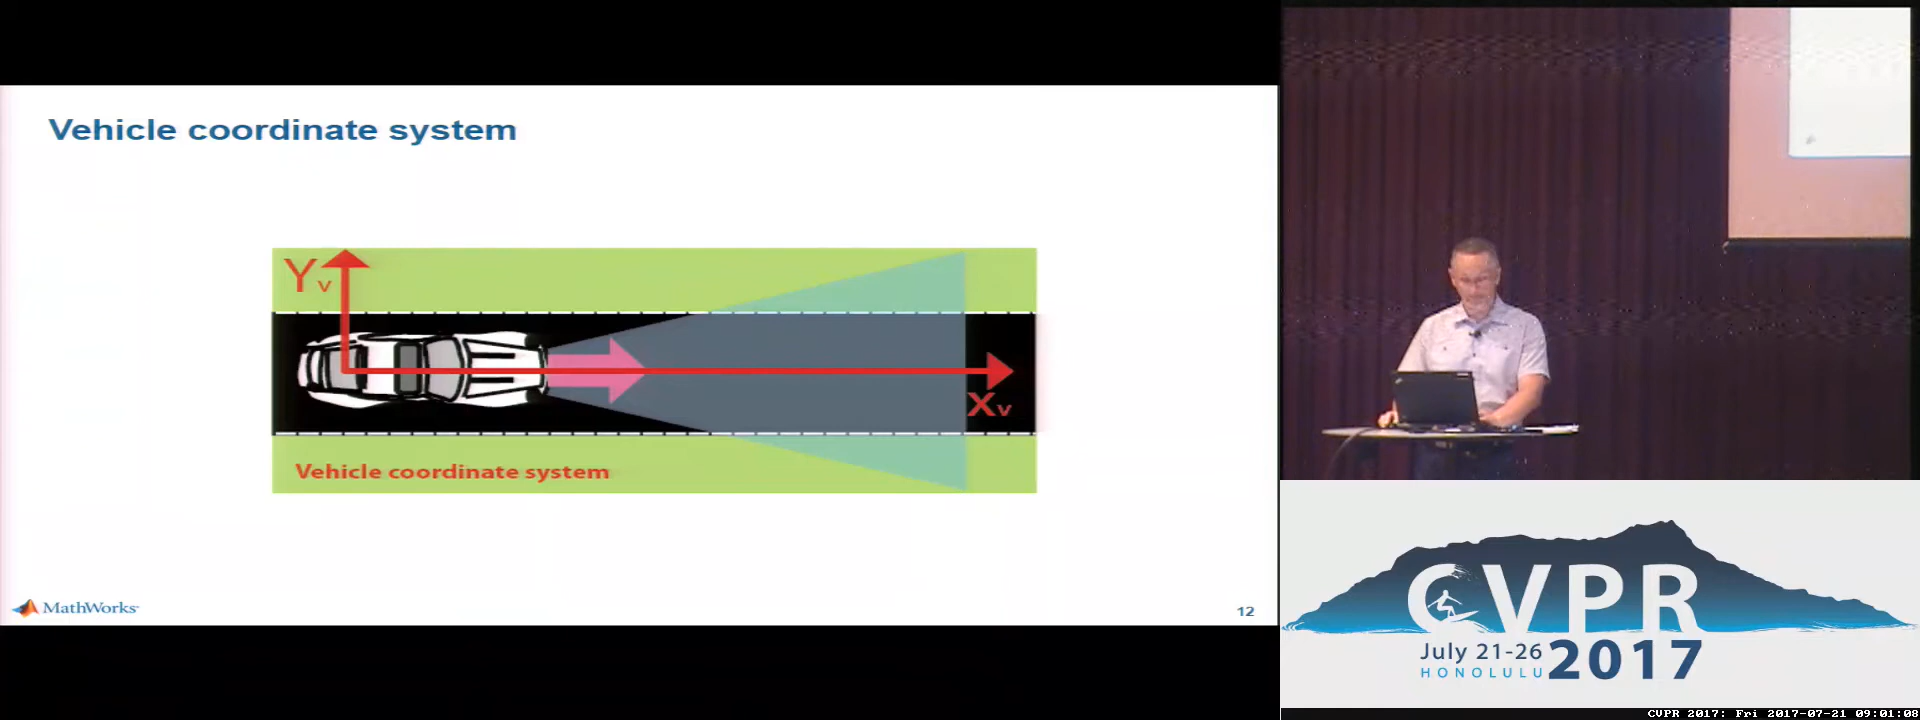 Vehicle coordinate system
Yv
Xv
Vehicle coordinate system
MathWorks
12
CVPR
July 21-26
HONOLULU
2017
CVPR 2017: Fri 2017-07-21 09:01:08